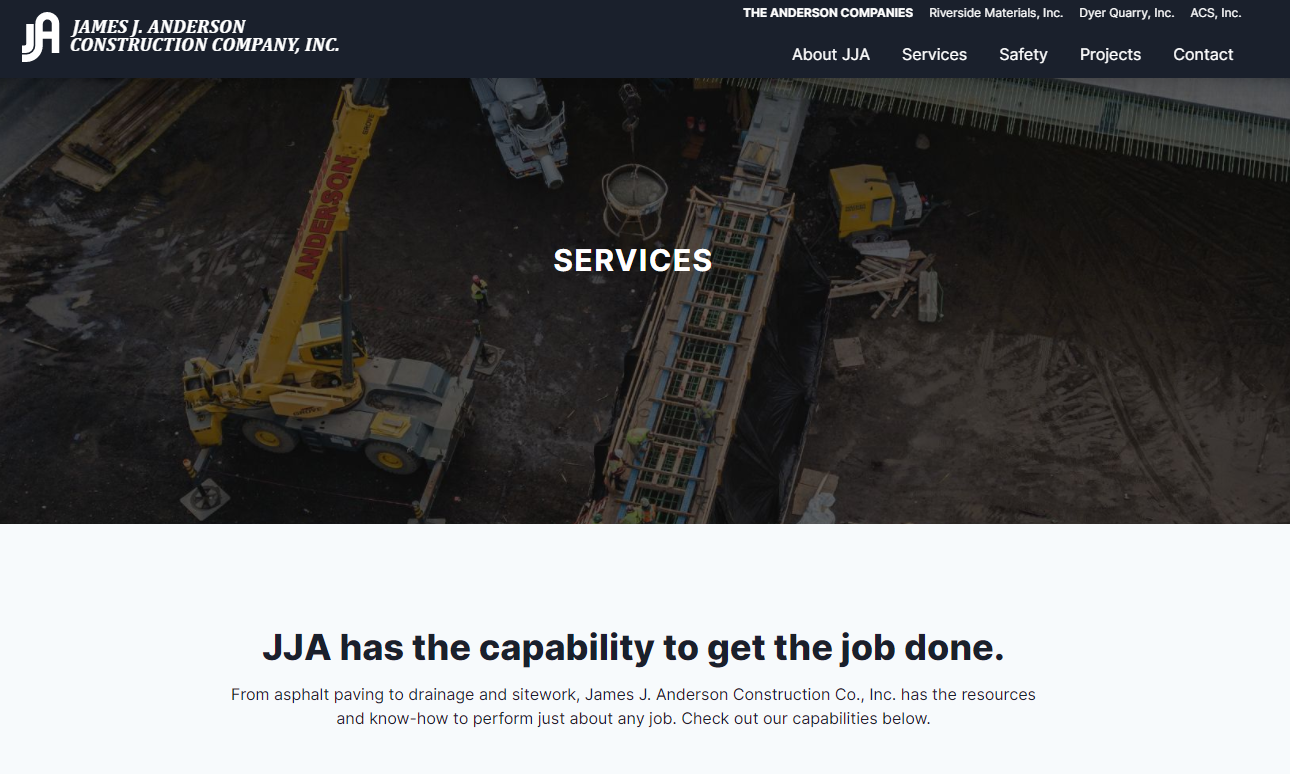 JAMES J. ANDERSON
CONSTRUCTION COMPANY, INC.
THE ANDERSON COMPANIES Riverside Materials, Inc. Dyer Quarry, Inc. ACS, Inc.
About JJA Services Safety Projects Contact
GROVE
ANDERSON
SERVICES
JJA has the capability to get the job done.
From asphalt paving to drainage and sitework, James J. Anderson Construction Co., Inc. has the resources
and know-how to perform just about any job. Check out our capabilities below.